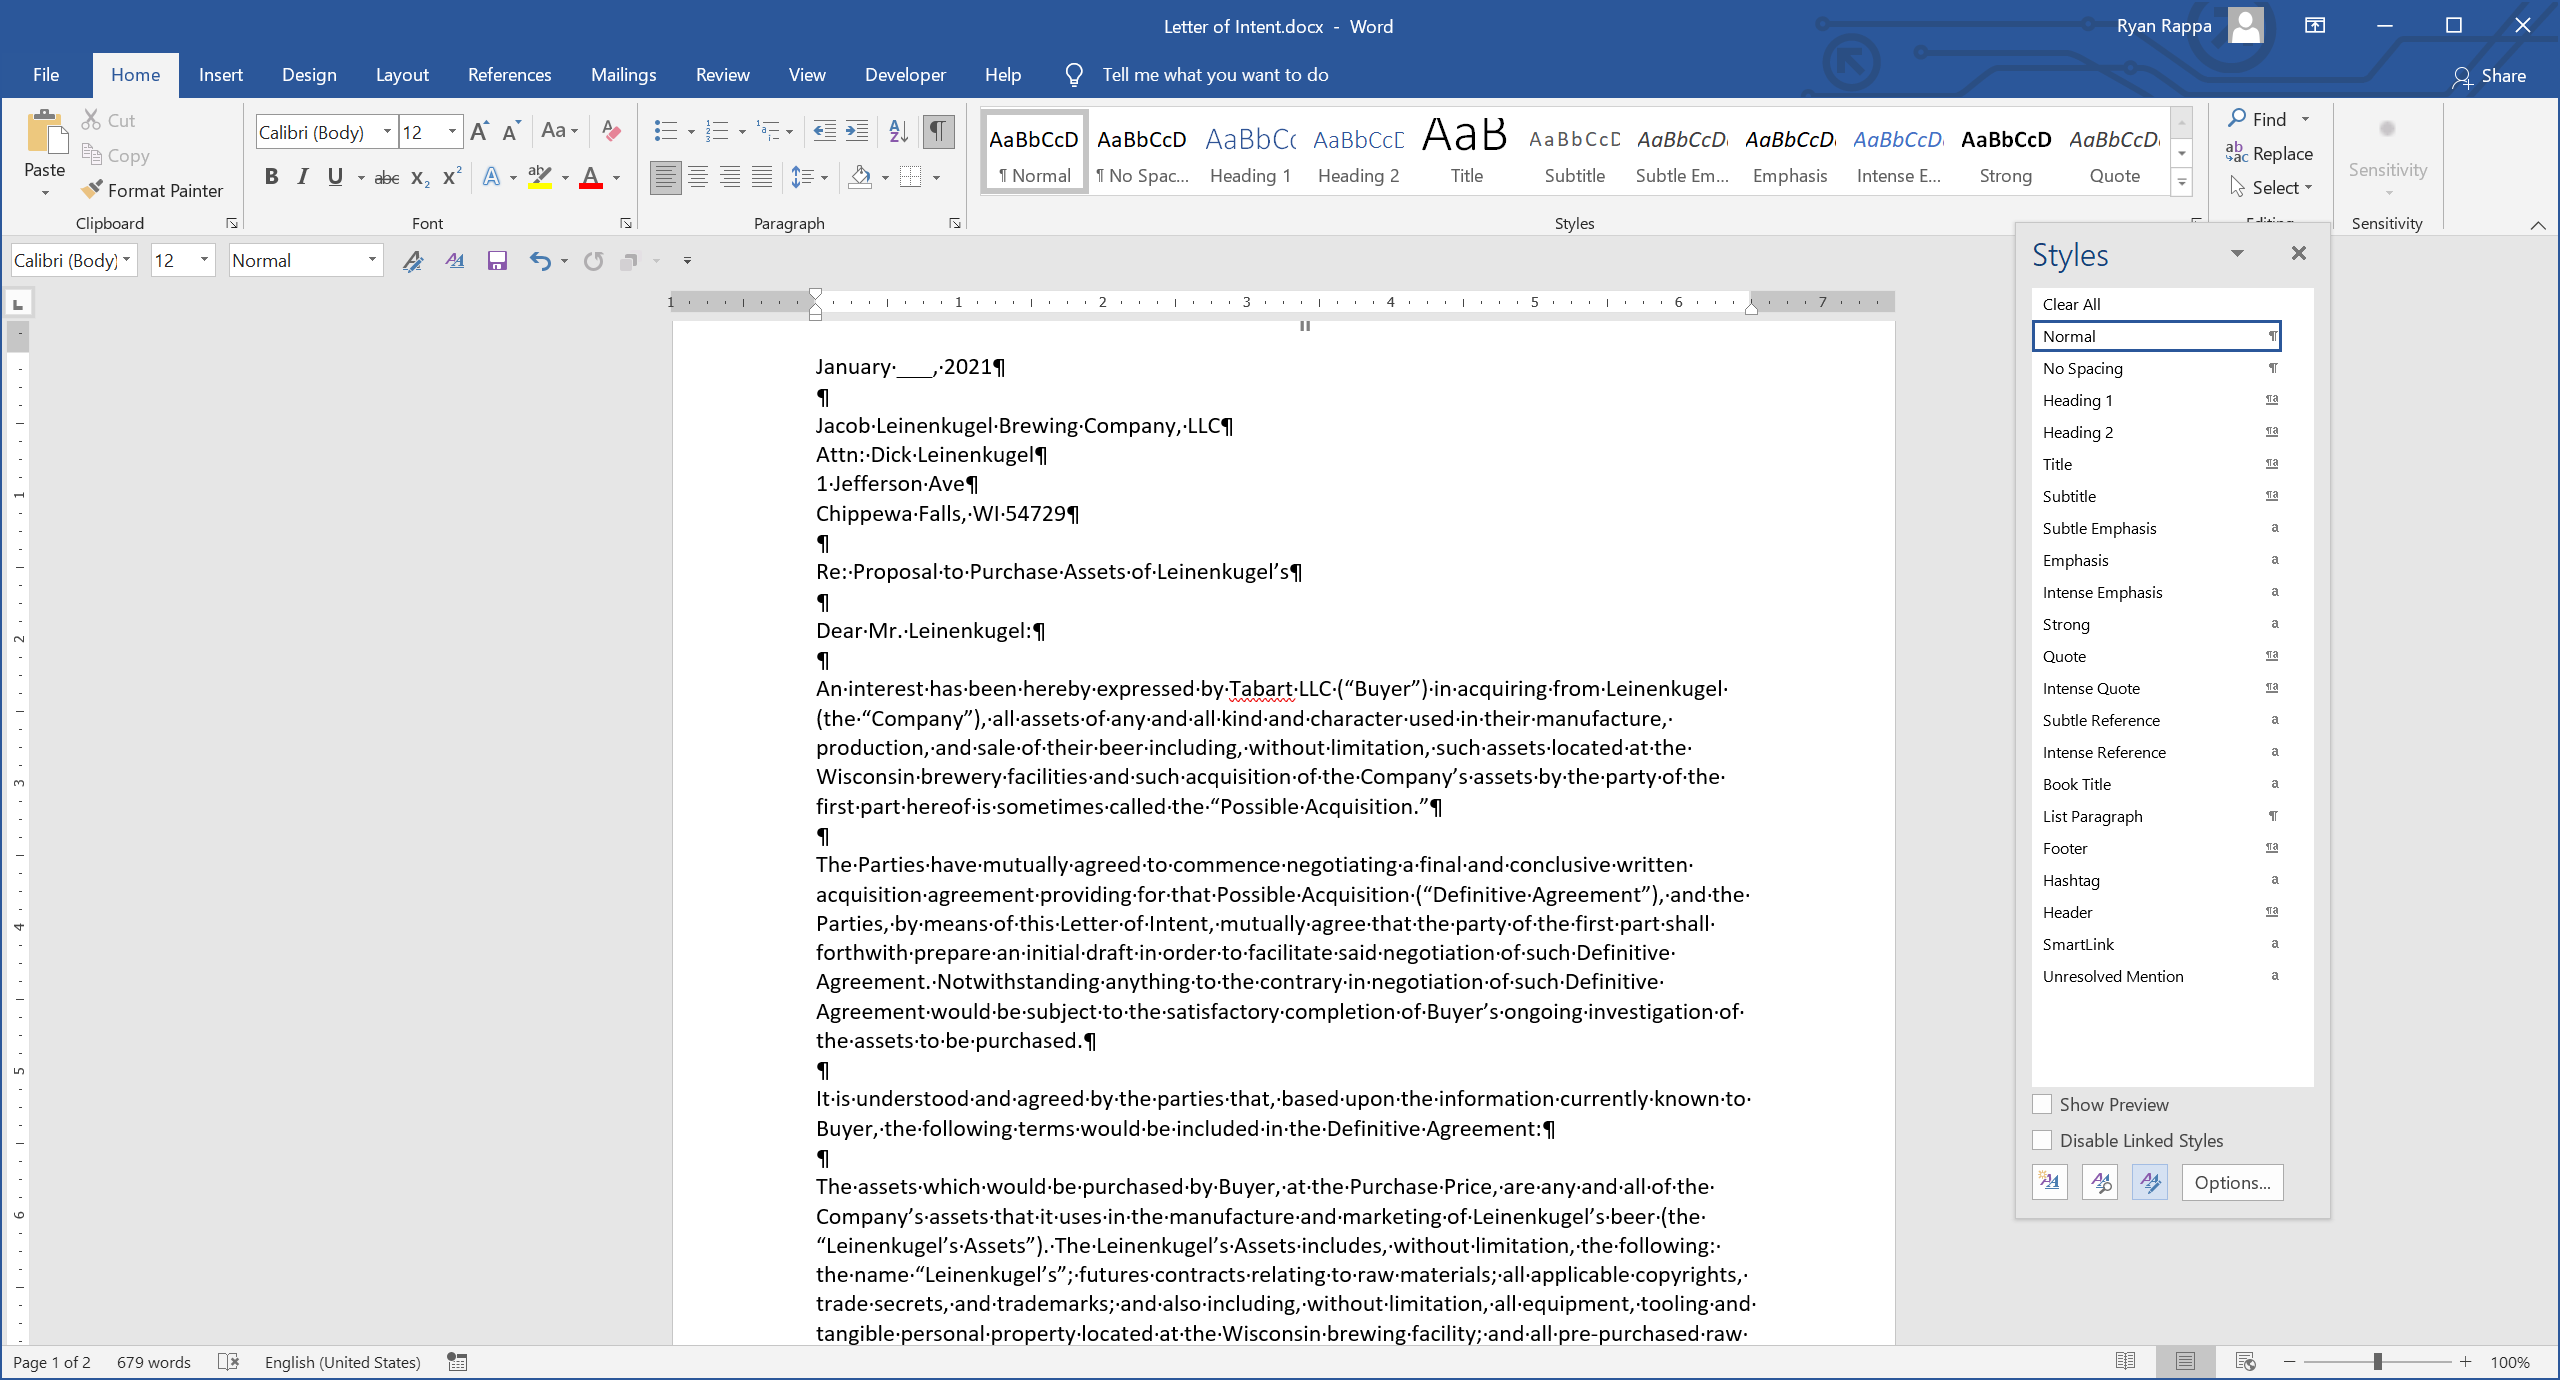 Letter of Intent.docx - Word
Ryan Rappa
File Home Insert Design Layout References Mailings Review View Developer Help Tell me what you want to do Share
Paste
Cut
Copy
Format Painter
Clipboard
Calibri (Body) 12
Font
Paragraph
AaBbCcD AaBbCcD AaBbCc AaBbCcD AaB AaBbCcD AaBbCcD AaBbCcD AaBbCcD AaBbCcD AaBbCcD
¶ Normal ¶ No Spac... Heading 1 Heading 2 Title Subtitle Subtle Em... Emphasis Intense E... Strong Quote
Styles
Find
Replace
Select
Editing
Sensitivity
Sensitivity
Calibri (Body) 12 Normal
1 1 2 3 4 5 6 7
January·___,·2021¶
¶
Jacob·Leinenkugel·Brewing·Company,·LLC¶
Attn:·Dick·Leinenkugel¶
1·Jefferson·Ave¶
Chippewa·Falls,·WI·54729¶
¶
Re:·Proposal·to·Purchase·Assets·of·Leinenkugel’s¶
¶
Dear·Mr.·Leinenkugel:¶
¶
An·interest·has·been·hereby·expressed·by·Tabart·LLC·(“Buyer”)·in·acquiring·from·Leinenkugel·
(the·“Company”),·all·assets·of·any·and·all·kind·and·character·used·in·their·manufacture,·
production,·and·sale·of·their·beer·including,·without·limitation,·such·assets·located·at·the·
Wisconsin·brewery·facilities·and·such·acquisition·of·the·Company’s·assets·by·the·party·of·the·
first·part·hereof·is·sometimes·called·the·“Possible·Acquisition.”¶
¶
The·Parties·have·mutually·agreed·to·commence·negotiating·a·final·and·conclusive·written·
acquisition·agreement·providing·for·that·Possible·Acquisition·(“Definitive·Agreement”),·and·the·
Parties,·by·means·of·this·Letter·of·Intent,·mutually·agree·that·the·party·of·the·first·part·shall·
forthwith·prepare·an·initial·draft·in·order·to·facilitate·said·negotiation·of·such·Definitive·
Agreement.·Notwithstanding·anything·to·the·contrary·in·negotiation·of·such·Definitive·
Agreement·would·be·subject·to·the·satisfactory·completion·of·Buyer’s·ongoing·investigation·of·
the·assets·to·be·purchased.¶
¶
It·is·understood·and·agreed·by·the·parties·that,·based·upon·the·information·currently·known·to·
Buyer,·the·following·terms·would·be·included·in·the·Definitive·Agreement:¶
¶
The·assets·which·would·be·purchased·by·Buyer,·at·the·Purchase·Price,·are·any·and·all·of·the·
Company’s·assets·that·it·uses·in·the·manufacture·and·marketing·of·Leinenkugel’s·beer·(the·
“Leinenkugel’s·Assets”).·The·Leinenkugel’s·Assets·includes,·without·limitation,·the·following:·
the·name·“Leinenkugel’s”;·futures·contracts·relating·to·raw·materials;·all·applicable·copyrights,·
trade·secrets,·and·trademarks;·and·also·including,·without·limitation,·all·equipment,·tooling·and·
tangible·personal·property·located·at·the·Wisconsin·brewing·facility;·and·all·pre-purchased·raw·
1
2
3
4
5
6
Styles
Clear All
Normal ¶
No Spacing ¶
Heading 1 ¶a
Heading 2 ¶a
Title ¶a
Subtitle ¶a
Subtle Emphasis a
Emphasis a
Intense Emphasis a
Strong a
Quote ¶a
Intense Quote ¶a
Subtle Reference a
Intense Reference a
Book Title a
List Paragraph ¶
Footer ¶a
Hashtag a
Header ¶a
SmartLink a
Unresolved Mention a
Show Preview
Disable Linked Styles
Options...
Page 1 of 2 679 words English (United States) 100%